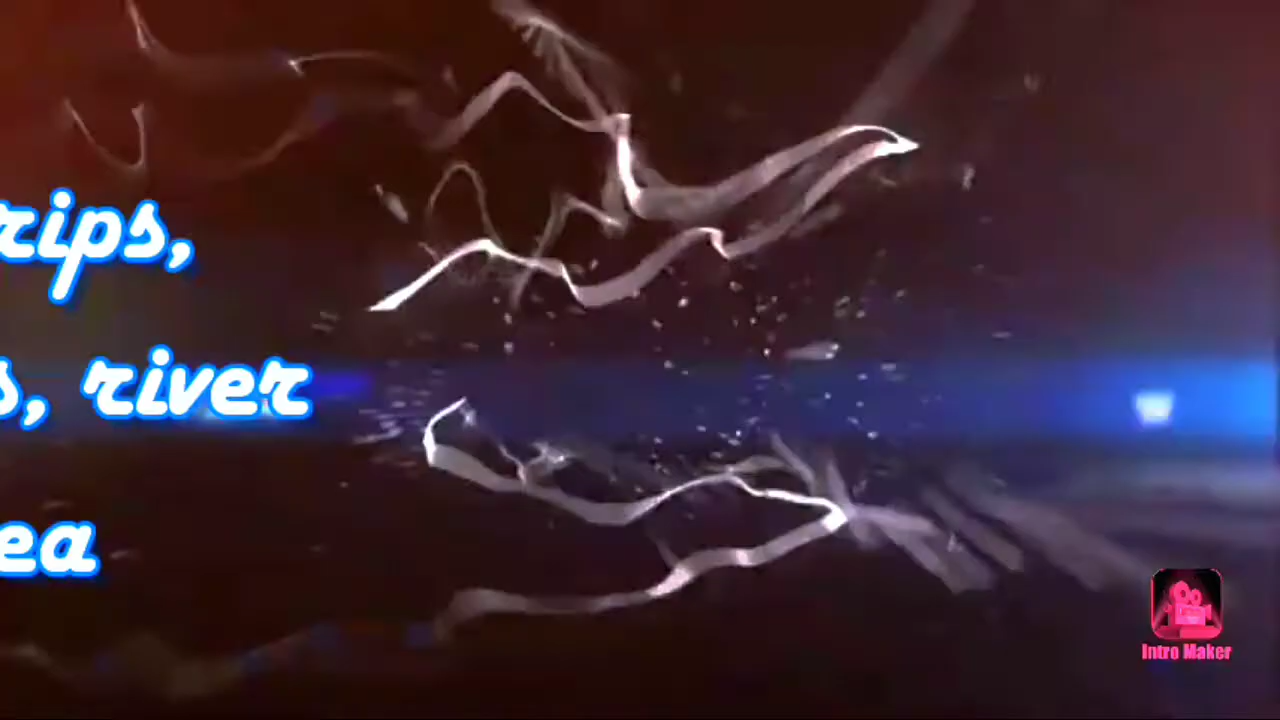 rips,
s, river
ea
Intro Maker